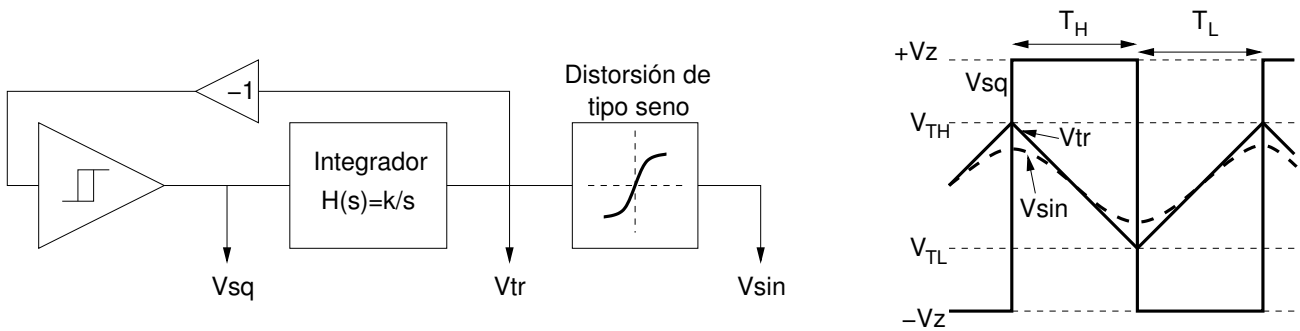 −1
Distorsión de
tipo seno
Integrador
H(s)=k/s
Vsq
Vtr
Vsin
T_H
T_L
+Vz
Vsq
V_TH
Vtr
Vsin
V_TL
−Vz